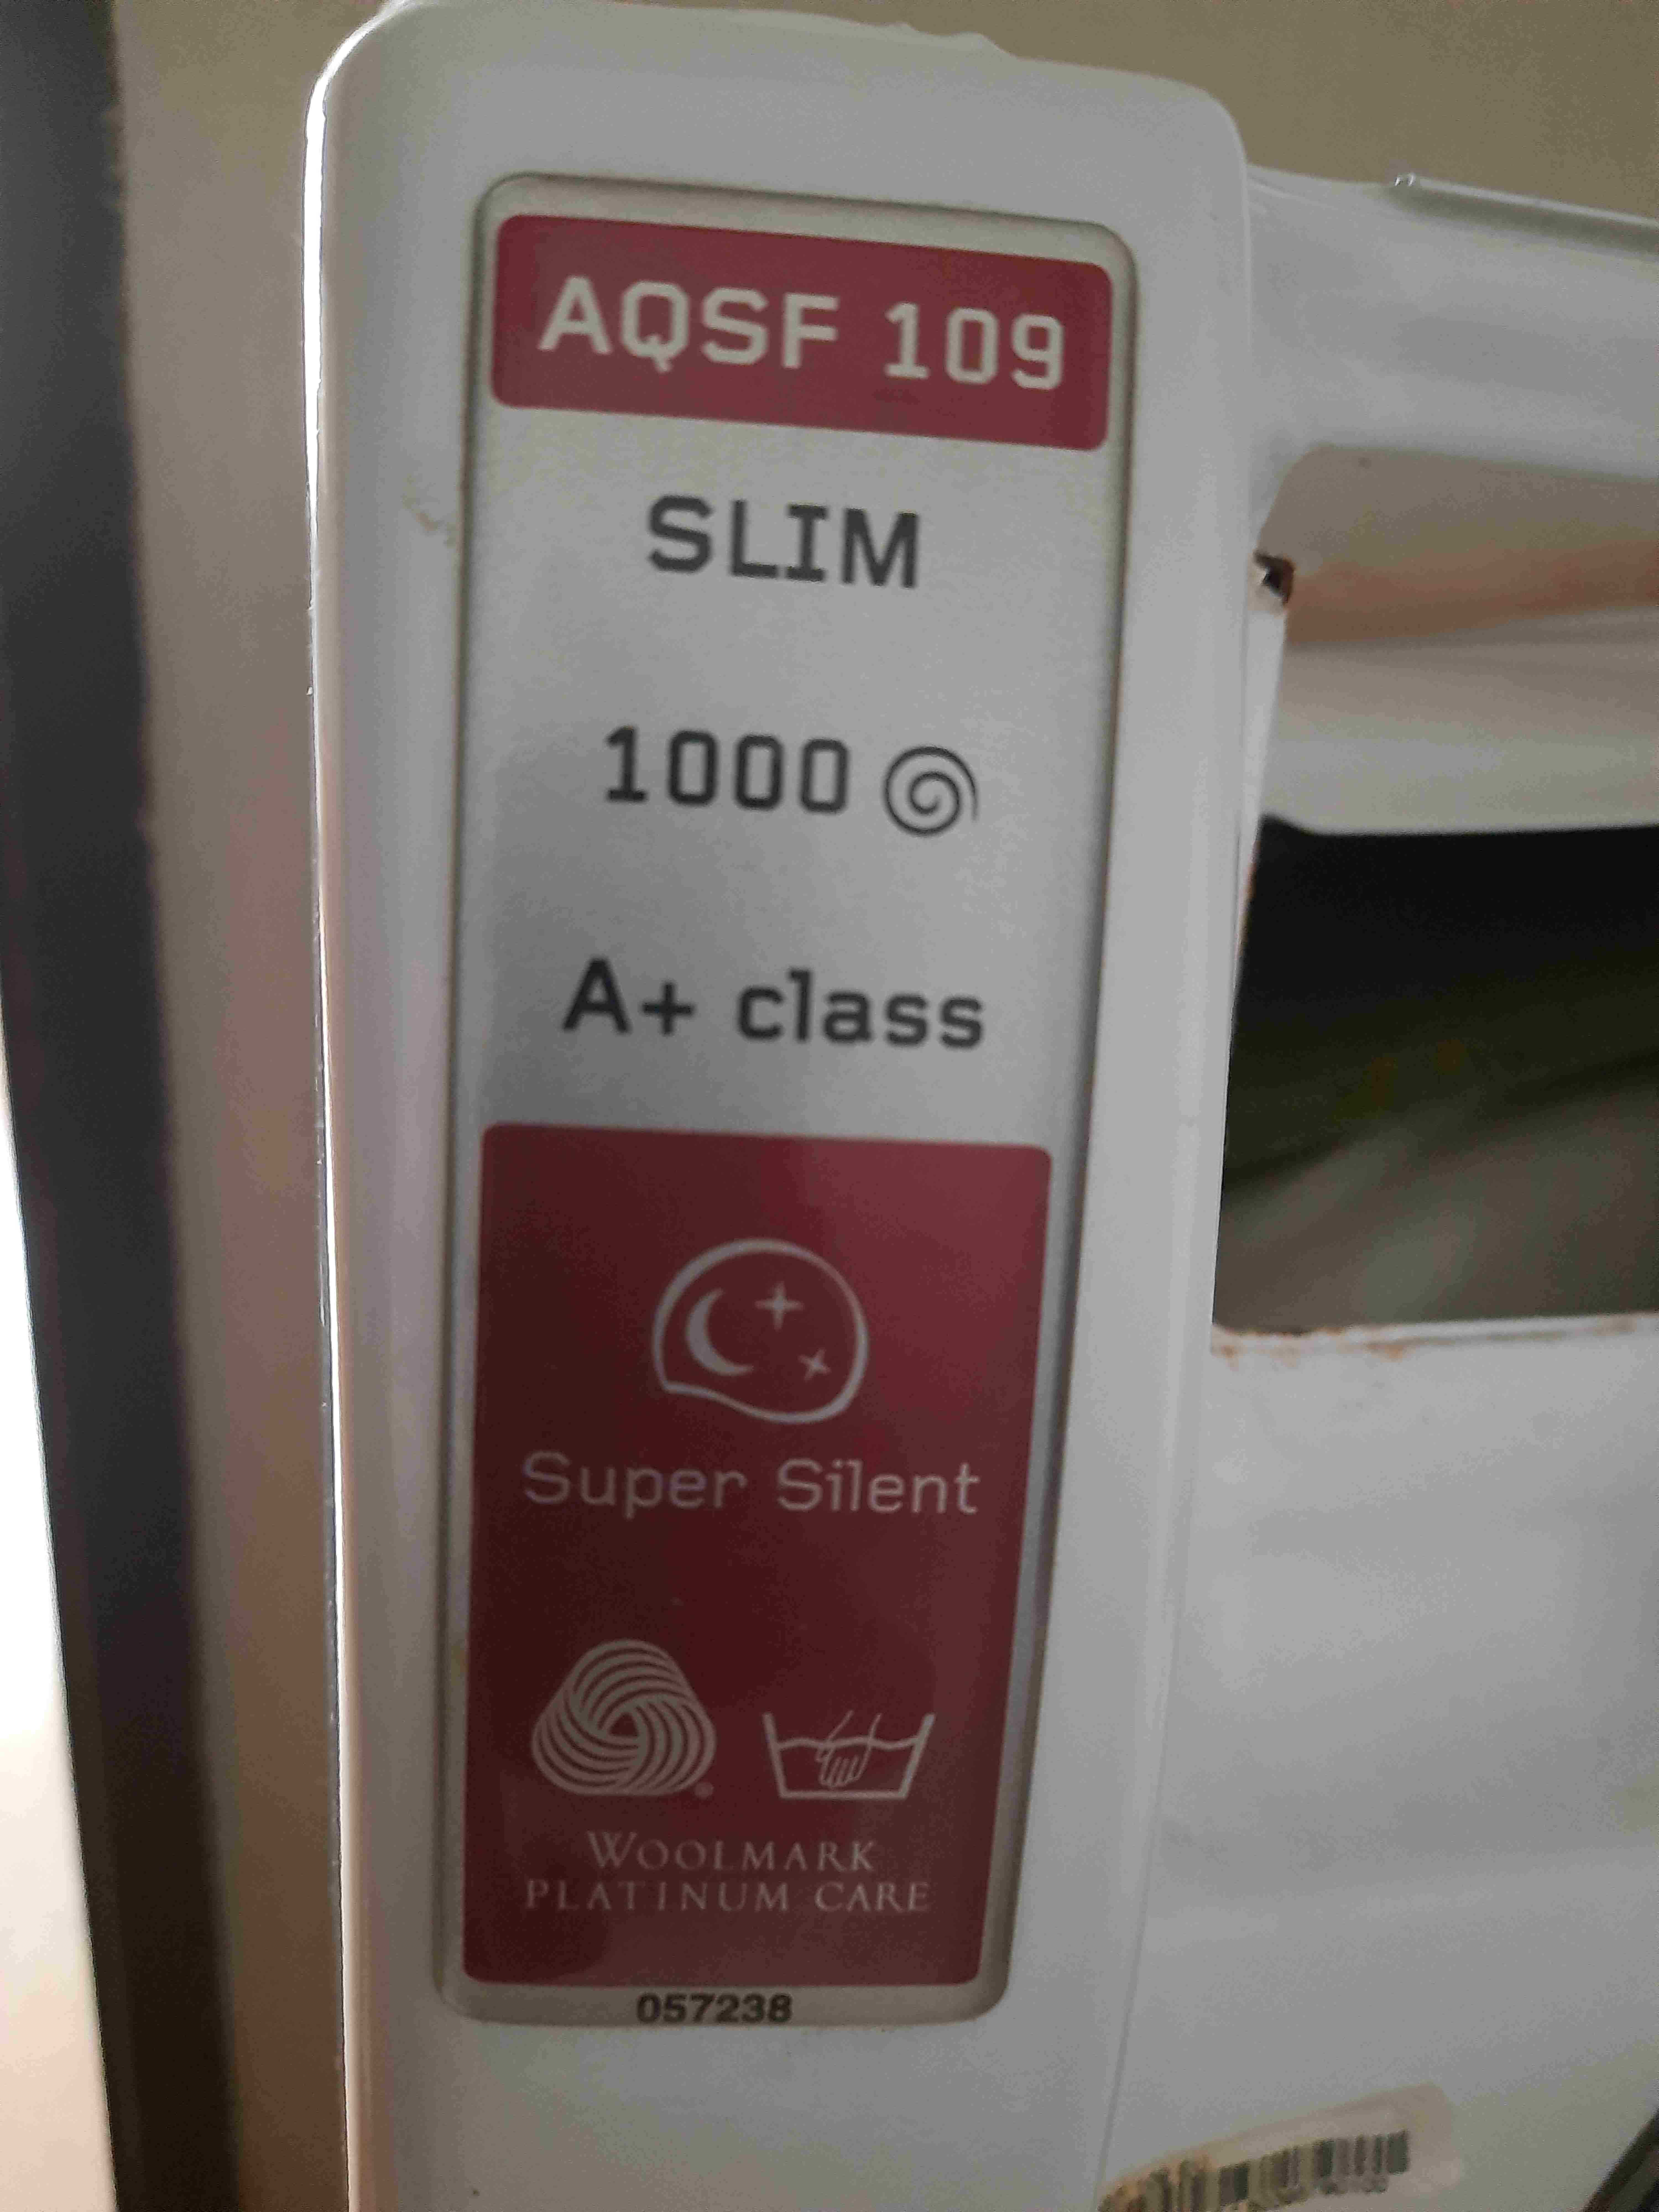 AQSF 109
SLIM
1000
A+ class
Super Silent
WOOLMARK
PLATINUM CARE
057238